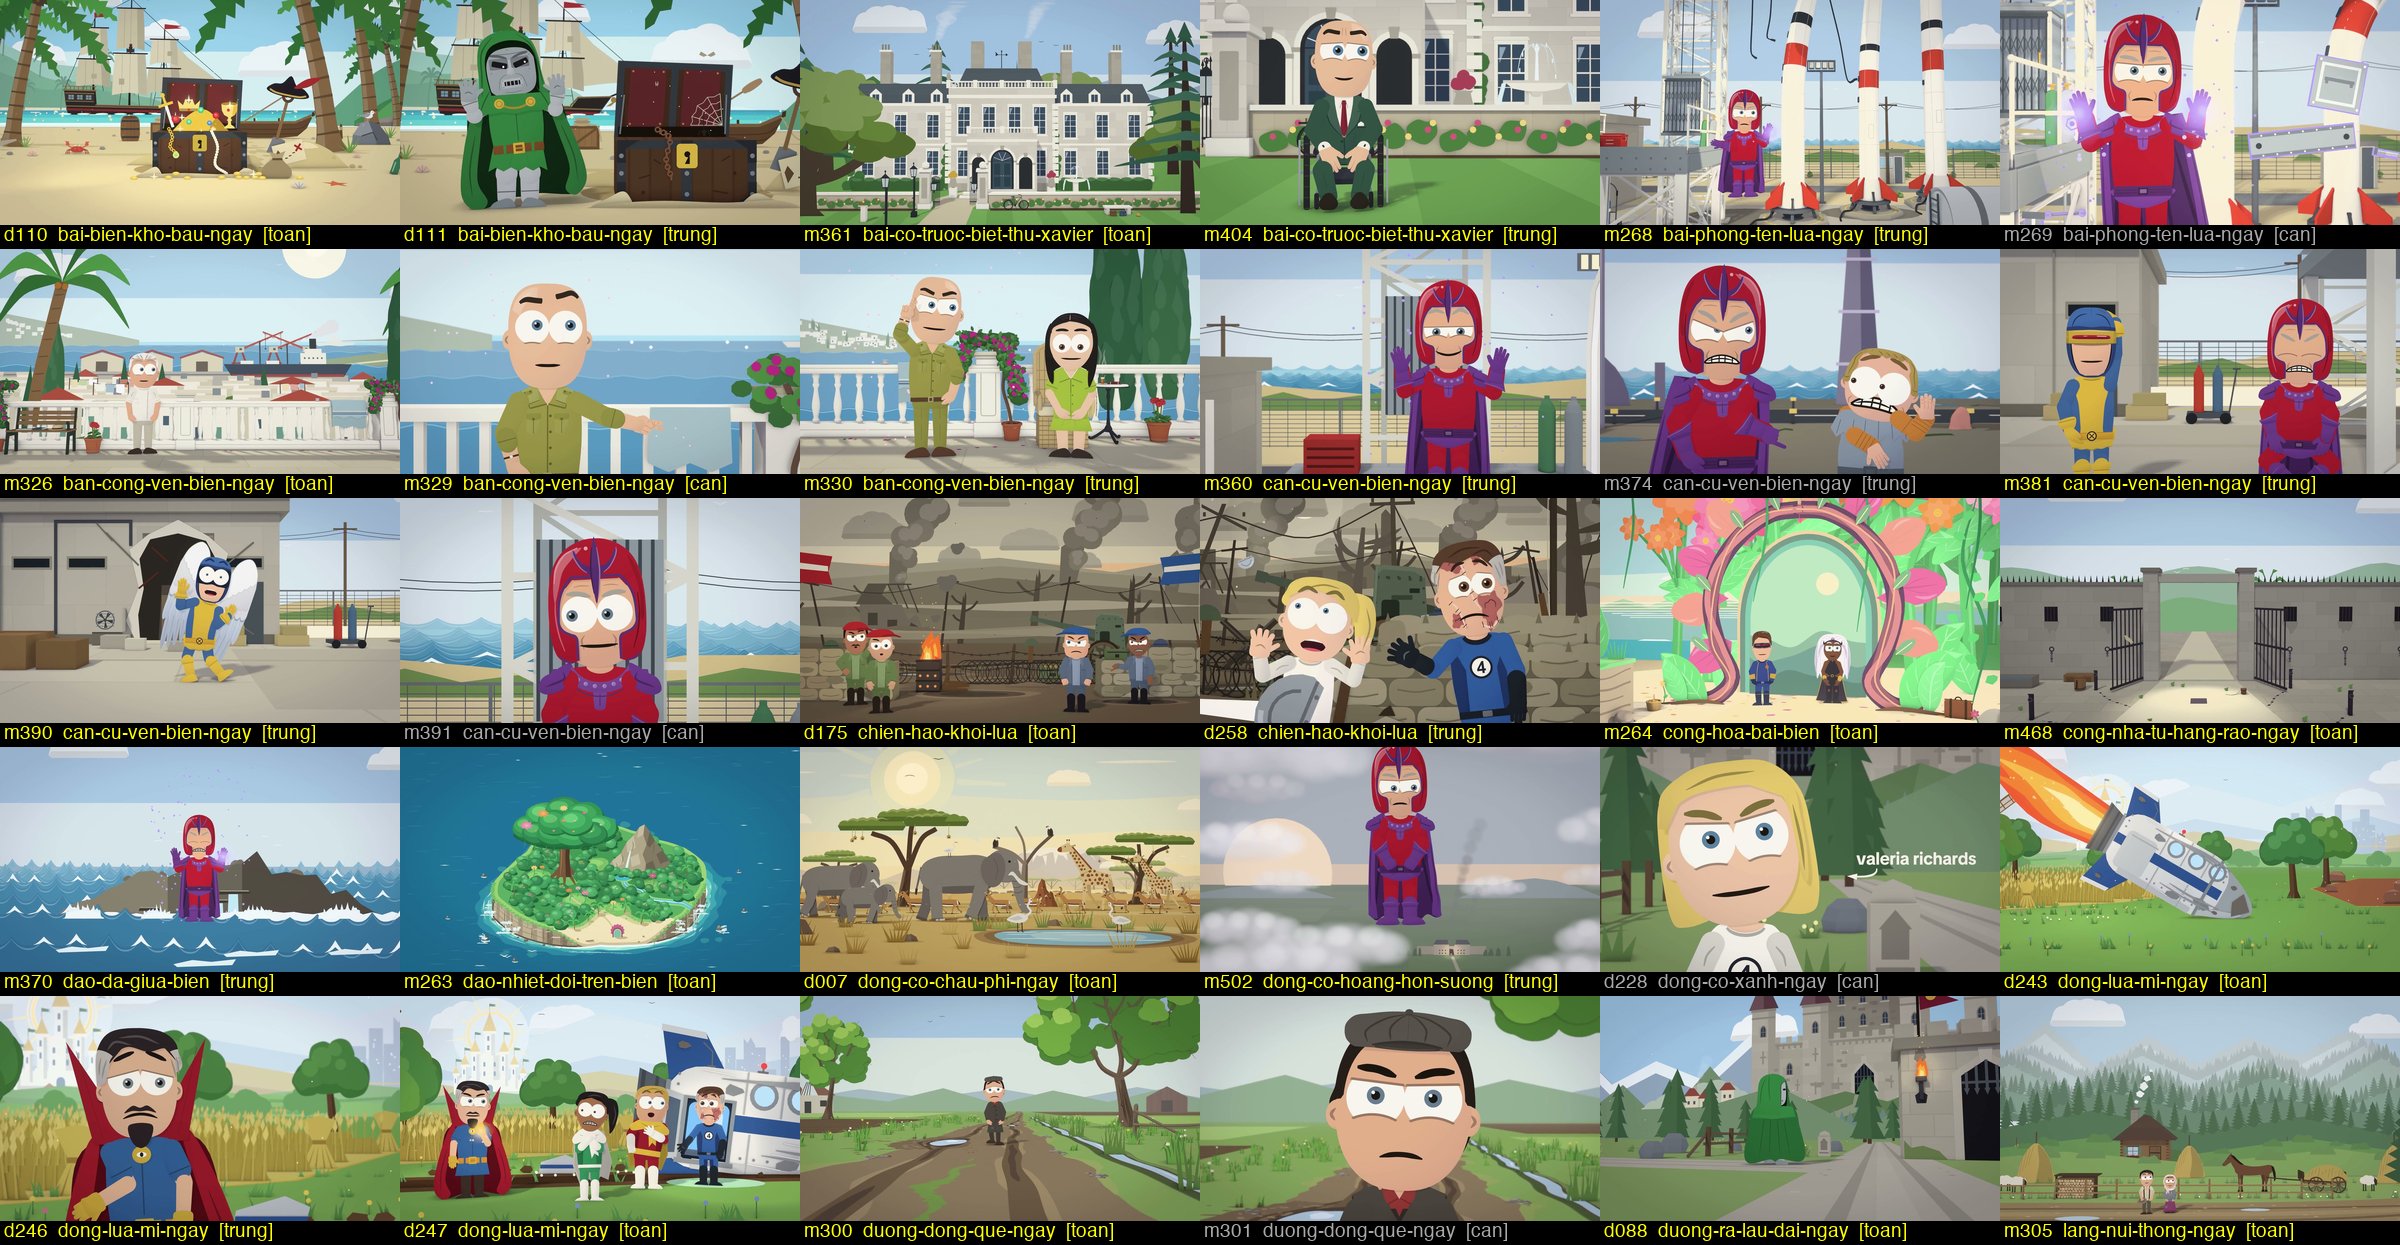 d110 bai-bien-kho-bau-ngay [toan]
d111 bai-bien-kho-bau-ngay [trung]
m361 bai-co-truoc-biet-thu-xavier [toan]
m404 bai-co-truoc-biet-thu-xavier [trung]
m268 bai-phong-ten-lua-ngay [trung]
m269 bai-phong-ten-lua-ngay [can]
m326 ban-cong-ven-bien-ngay [toan]
m329 ban-cong-ven-bien-ngay [can]
m330 ban-cong-ven-bien-ngay [trung]
m360 can-cu-ven-bien-ngay [trung]
m374 can-cu-ven-bien-ngay [trung]
m381 can-cu-ven-bien-ngay [trung]
4
m390 can-cu-ven-bien-ngay [trung]
m391 can-cu-ven-bien-ngay [can]
d175 chien-hao-khoi-lua [toan]
d258 chien-hao-khoi-lua [trung]
m264 cong-hoa-bai-bien [toan]
m468 cong-nha-tu-hang-rao-ngay [toan]
valeria richards
4
m370 dao-da-giua-bien [trung]
m263 dao-nhiet-doi-tren-bien [toan]
d007 dong-co-chau-phi-ngay [toan]
m502 dong-co-hoang-hon-suong [trung]
d228 dong-co-xanh-ngay [can]
d243 dong-lua-mi-ngay [toan]
4
d246 dong-lua-mi-ngay [trung]
d247 dong-lua-mi-ngay [toan]
m300 duong-dong-que-ngay [toan]
m301 duong-dong-que-ngay [can]
d088 duong-ra-lau-dai-ngay [toan]
m305 lang-nui-thong-ngay [toan]